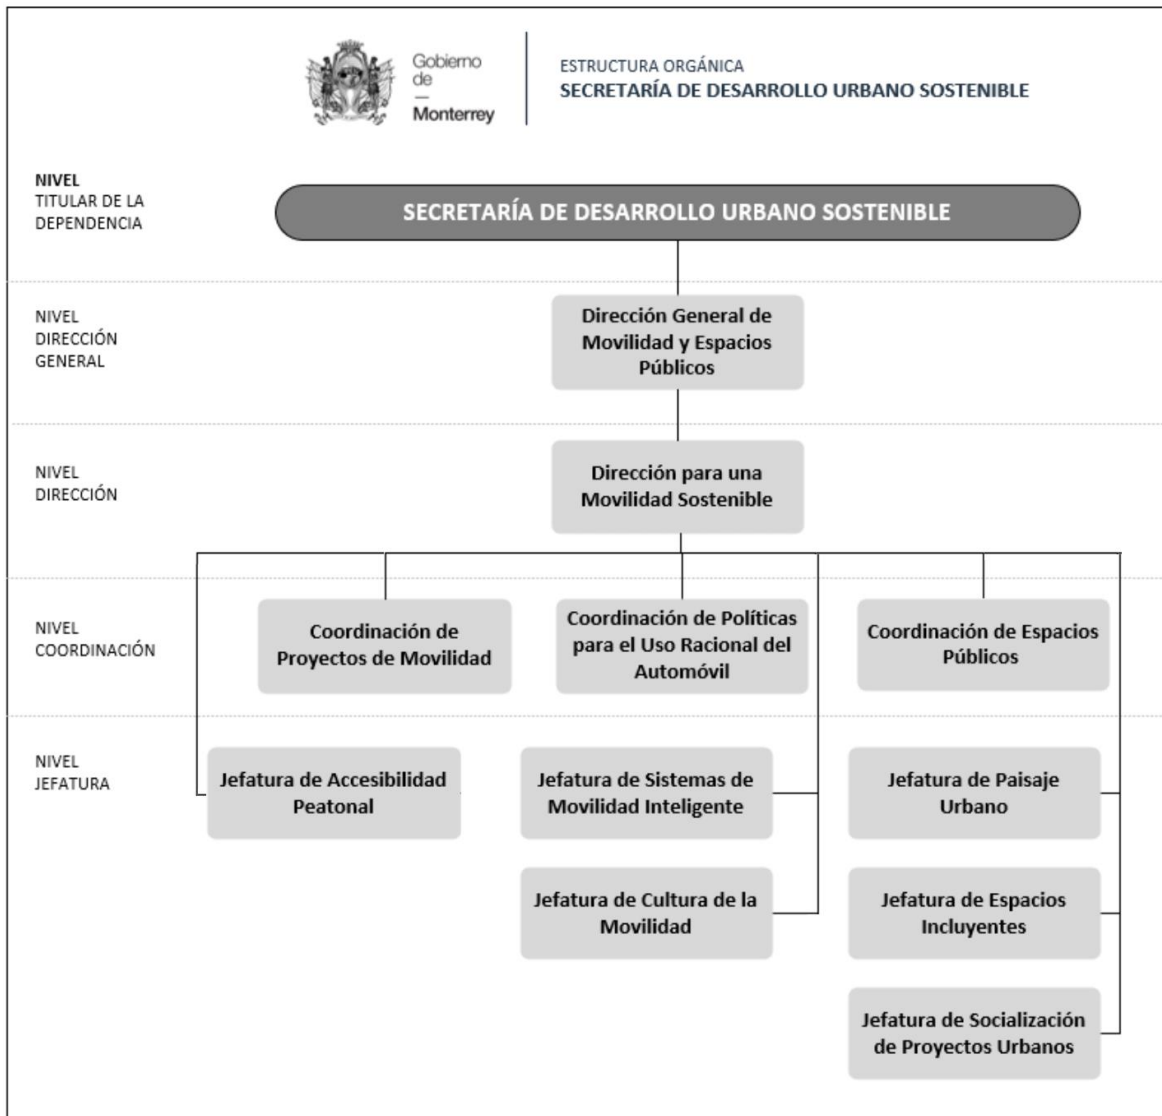 Gobierno
de
—
Monterrey
ESTRUCTURA ORGÁNICA
SECRETARÍA DE DESARROLLO URBANO SOSTENIBLE
NIVEL
TITULAR DE LA
DEPENDENCIA
SECRETARÍA DE DESARROLLO URBANO SOSTENIBLE
NIVEL
DIRECCIÓN
GENERAL
Dirección General de
Movilidad y Espacios
Públicos
NIVEL
DIRECCIÓN
Dirección para una
Movilidad Sostenible
NIVEL
COORDINACIÓN
Coordinación de
Proyectos de Movilidad
Coordinación de Políticas
para el Uso Racional del
Automóvil
Coordinación de Espacios
Públicos
NIVEL
JEFATURA
Jefatura de Accesibilidad
Peatonal
Jefatura de Sistemas de
Movilidad Inteligente
Jefatura de Paisaje
Urbano
Jefatura de Cultura de la
Movilidad
Jefatura de Espacios
Incluyentes
Jefatura de Socialización
de Proyectos Urbanos